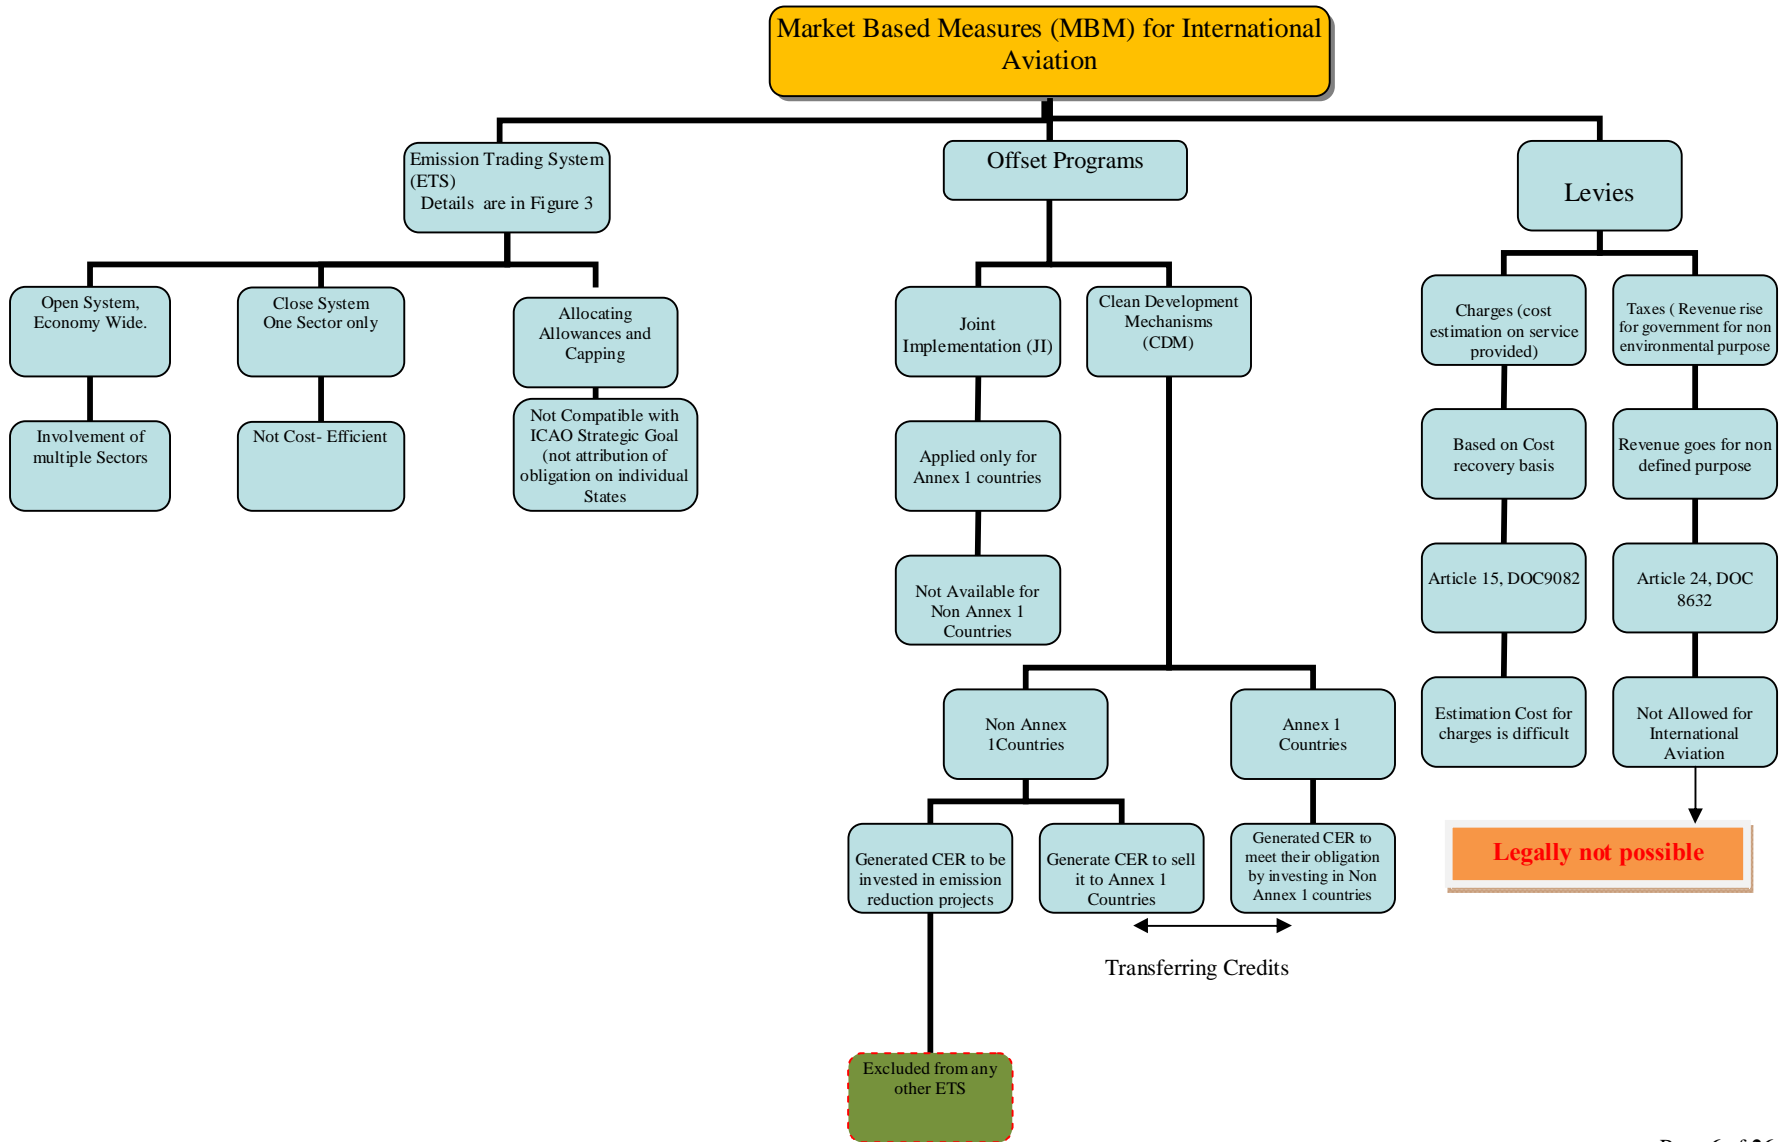 Market Based Measures (MBM) for International
Aviation
Emission Trading System
(ETS)
Details are in Figure 3
Offset Programs
Levies
Open System,
Economy Wide.
Close System
One Sector only
Allocating
Allowances and
Capping
Joint
Implementation (JI)
Clean Development
Mechanisms
(CDM)
Charges (cost
estimation on service
provided)
Taxes ( Revenue rise
for government for non
environmental purpose
Involvement of
multiple Sectors
Not Cost- Efficient
Not Compatible with
ICAO Strategic Goal
(not attribution of
obligation on individual
States
Applied only for
Annex 1 countries
Based on Cost
recovery basis
Revenue goes for non
defined purpose
Not Available for
Non Annex 1
Countries
Article 15, DOC9082
Article 24, DOC
8632
Non Annex
1Countries
Annex 1
Countries
Estimation Cost for
charges is difficult
Not Allowed for
International
Aviation
Generated CER to be
invested in emission
reduction projects
Generate CER to sell
it to Annex 1
Countries
Generated CER to
meet their obligation
by investing in Non
Annex 1 countries
Legally not possible
Transferring Credits
Excluded from any
other ETS